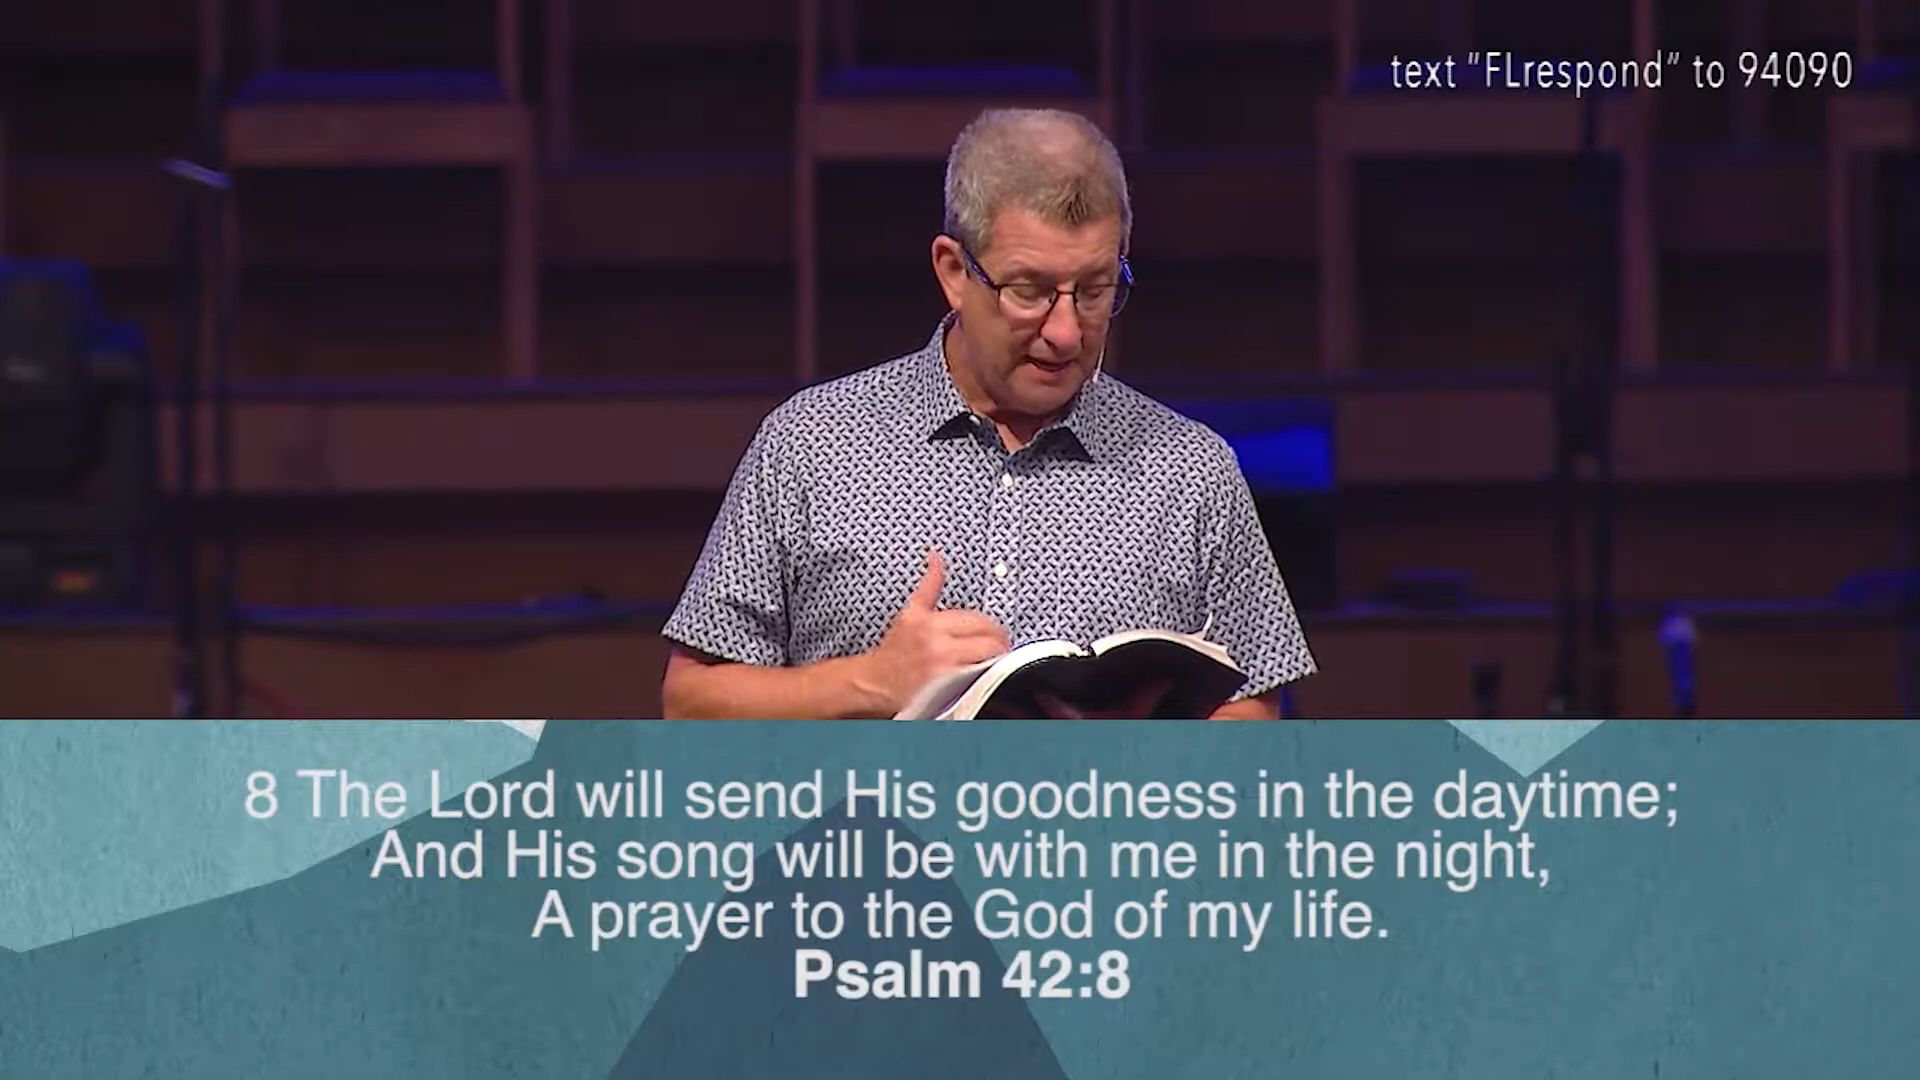 text "FLrespond" to 94090
8 The Lord will send His goodness in the daytime;
And His song will be with me in the night,
A prayer to the God of my life.
Psalm 42:8